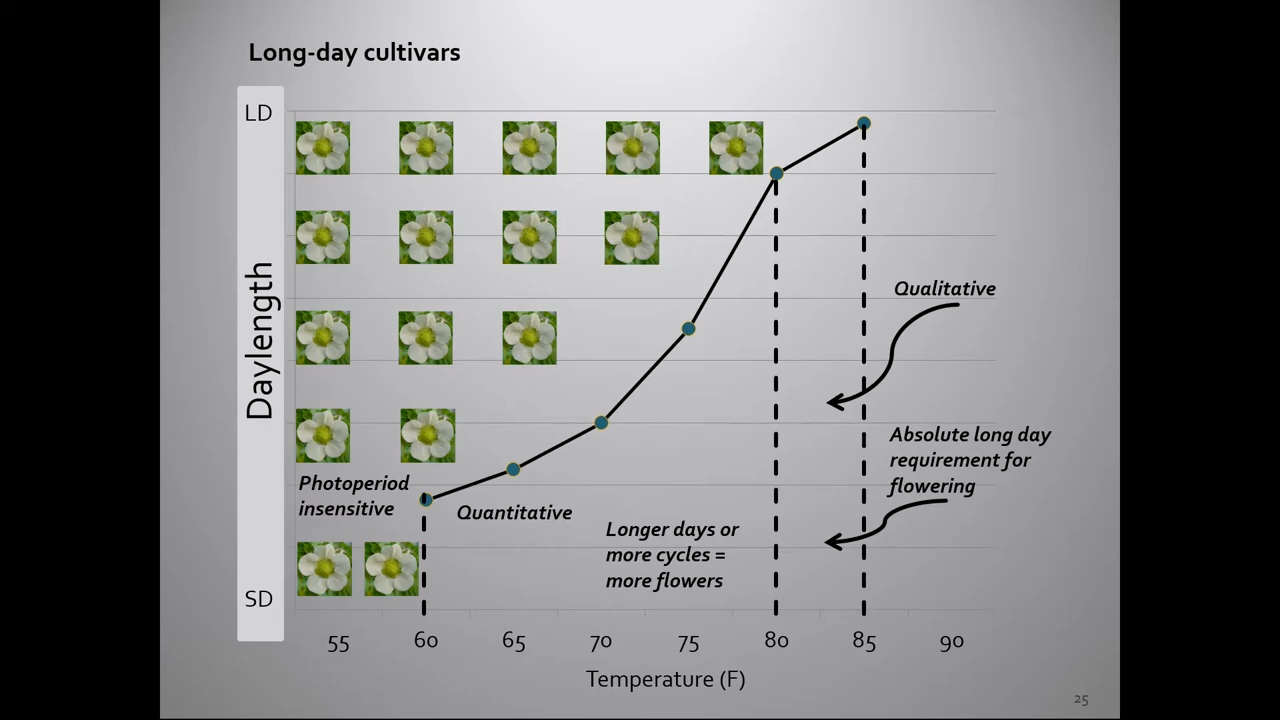 Long-day cultivars
LD
Daylength
SD
Qualitative
Absolute long day
requirement for
flowering
Photoperiod
insensitive
Quantitative
Longer days or
more cycles =
more flowers
55 60 65 70 75 80 85 90
Temperature (F)
25